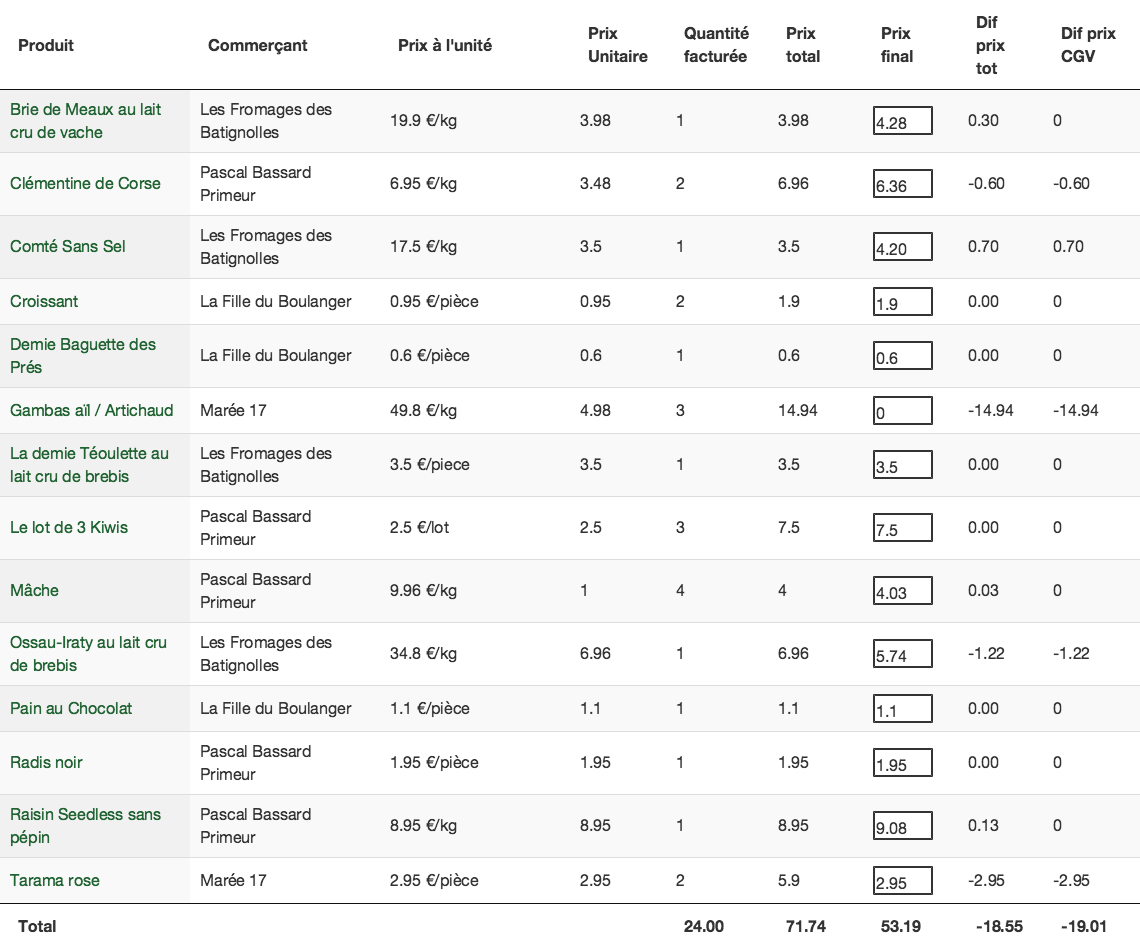 Produit Commerçant Prix à l'unité Prix Unitaire Quantité facturée Prix total Prix final Dif prix tot Dif prix CGV
Brie de Meaux au lait cru de vache Les Fromages des Batignolles 19.9 €/kg 3.98 1 3.98 4.28 0.30 0
Clémentine de Corse Pascal Bassard Primeur 6.95 €/kg 3.48 2 6.96 6.36 -0.60 -0.60
Comté Sans Sel Les Fromages des Batignolles 17.5 €/kg 3.5 1 3.5 4.20 0.70 0.70
Croissant La Fille du Boulanger 0.95 €/pièce 0.95 2 1.9 1.9 0.00 0
Demie Baguette des Prés La Fille du Boulanger 0.6 €/pièce 0.6 1 0.6 0.6 0.00 0
Gambas aïl / Artichaud Marée 17 49.8 €/kg 4.98 3 14.94 0 -14.94 -14.94
La demie Téoulette au lait cru de brebis Les Fromages des Batignolles 3.5 €/piece 3.5 1 3.5 3.5 0.00 0
Le lot de 3 Kiwis Pascal Bassard Primeur 2.5 €/lot 2.5 3 7.5 7.5 0.00 0
Mâche Pascal Bassard Primeur 9.96 €/kg 1 4 4 4.03 0.03 0
Ossau-Iraty au lait cru de brebis Les Fromages des Batignolles 34.8 €/kg 6.96 1 6.96 5.74 -1.22 -1.22
Pain au Chocolat La Fille du Boulanger 1.1 €/pièce 1.1 1 1.1 1.1 0.00 0
Radis noir Pascal Bassard Primeur 1.95 €/pièce 1.95 1 1.95 1.95 0.00 0
Raisin Seedless sans pépin Pascal Bassard Primeur 8.95 €/kg 8.95 1 8.95 9.08 0.13 0
Tarama rose Marée 17 2.95 €/pièce 2.95 2 5.9 2.95 -2.95 -2.95
Total 24.00 71.74 53.19 -18.55 -19.01